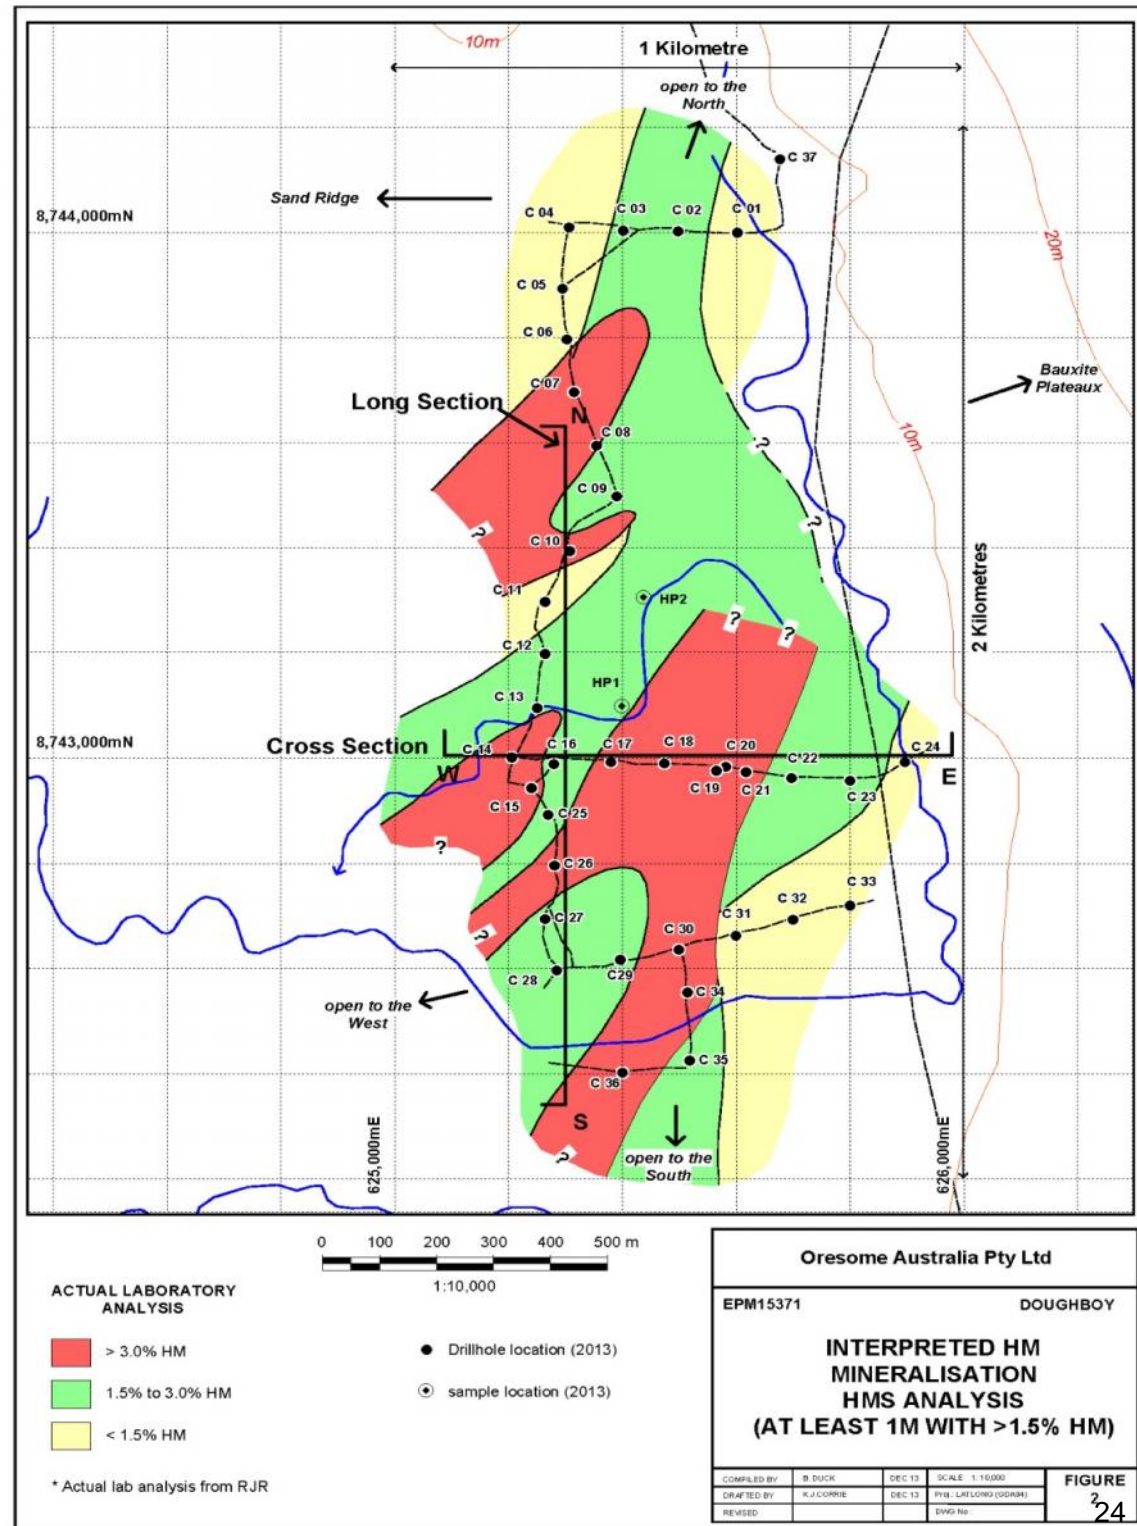 10m
1 Kilometre
open to the
North
C 37
Sand Ridge
8,744,000mN
C 04
C 03
C 02
C 01
20m
C 05
C 06
Bauxite
Plateaux
C 07
Long Section
N
C 08
10m
?
C 09
?
?
C 10
2 Kilometres
C 11
HP2
?
?
C 12
HP1
C 13
8,743,000mN
Cross Section
C 14
C 16
C 17
C 18
C 20
C 22
C 24
W
E
C 15
C 19
C 21
C 23
C 25
?
C 26
C 33
C 32
C 27
C 31
?
C 30
C 28
C29
C 34
open to the
West
C 35
C 36
S
625,000mE
626,000mE
?
open to the
South
0 100 200 300 400 500 m
1:10,000
ACTUAL LABORATORY
ANALYSIS
> 3.0% HM
1.5% to 3.0% HM
< 1.5% HM
Drillhole location (2013)
sample location (2013)
* Actual lab analysis from RJR
Oresome Australia Pty Ltd
EPM15371 DOUGHBOY
INTERPRETED HM
MINERALISATION
HMS ANALYSIS
(AT LEAST 1M WITH >1.5% HM)
COMPILED BY B. DUCK DEC 13 SCALE 1:10,000
DRAFTED BY K.J.CORRIE DEC 13 Proj.: LATLONG (GDA94)
REVISED DWG No:
FIGURE
2
24